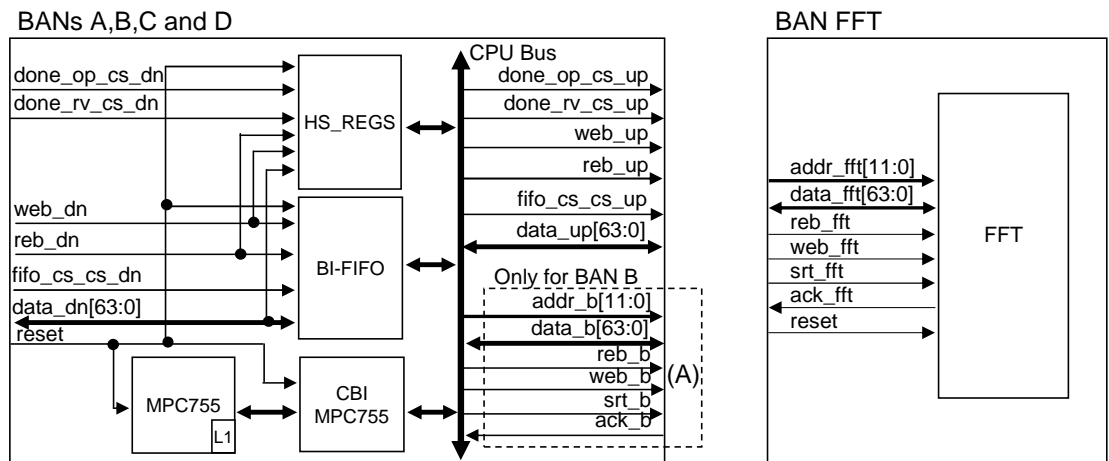 BANs A,B,C and D
done_op_cs_dn
done_rv_cs_dn
web_dn
reb_dn
fifo_cs_cs_dn
data_dn[63:0]
reset
HS_REGS
BI-FIFO
MPC755
L1
CBI
MPC755
CPU Bus
done_op_cs_up
done_rv_cs_up
web_up
reb_up
fifo_cs_cs_up
data_up[63:0]
Only for BAN B
addr_b[11:0]
data_b[63:0]
reb_b
web_b
srt_b
ack_b
(A)
BAN FFT
addr_fft[11:0]
data_fft[63:0]
reb_fft
web_fft
srt_fft
ack_fft
reset
FFT